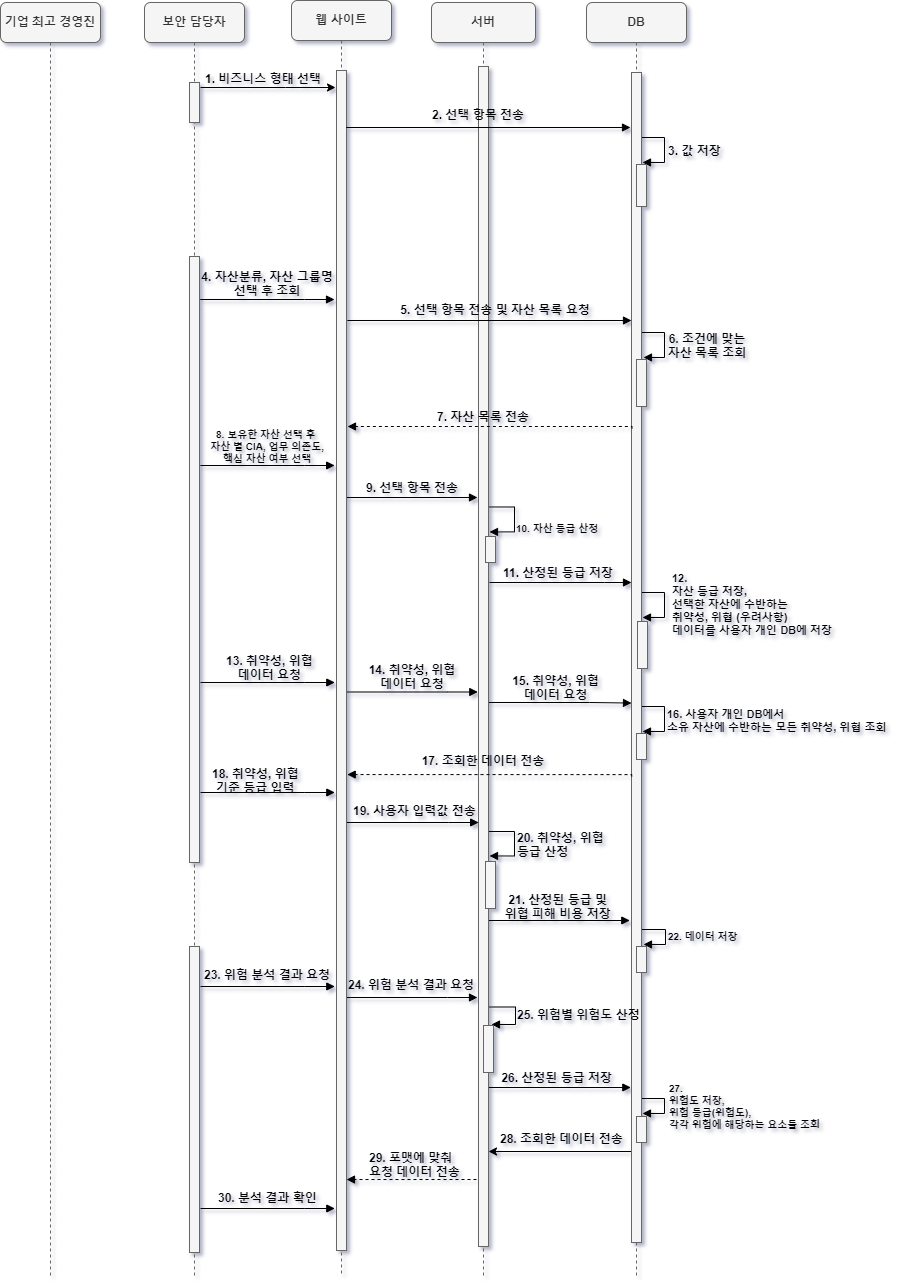 기업 최고 경영진
보안 담당자
웹 사이트
서버
DB
1. 비즈니스 형태 선택
2. 선택 항목 전송
3. 값 저장
4. 자산분류, 자산 그룹명
선택 후 조회
5. 선택 항목 전송 및 자산 목록 요청
6. 조건에 맞는
자산 목록 조회
7. 자산 목록 전송
8. 보유한 자산 선택 후
자산 별 CIA, 업무 의존도,
핵심 자산 여부 선택
9. 선택 항목 전송
10. 자산 등급 산정
11. 산정된 등급 저장
12.
자산 등급 저장,
선택한 자산에 수반하는
취약성, 위협 (우려사항)
데이터를 사용자 개인 DB에 저장
13. 취약성, 위협
데이터 요청
14. 취약성, 위협
데이터 요청
15. 취약성, 위협
데이터 요청
16. 사용자 개인 DB에서
소유 자산에 수반하는 모든 취약성, 위협 조회
17. 조회한 데이터 전송
18. 취약성, 위협
기준 등급 입력
19. 사용자 입력값 전송
20. 취약성, 위협
등급 산정
21. 산정된 등급 및
위협 피해 비용 저장
22. 데이터 저장
23. 위험 분석 결과 요청
24. 위험 분석 결과 요청
25. 위험별 위험도 산정
26. 산정된 등급 저장
27.
위험도 저장,
위험 등급(위험도),
각각 위험에 해당하는 요소들 조회
28. 조회한 데이터 전송
29. 포맷에 맞춰
요청 데이터 전송
30. 분석 결과 확인